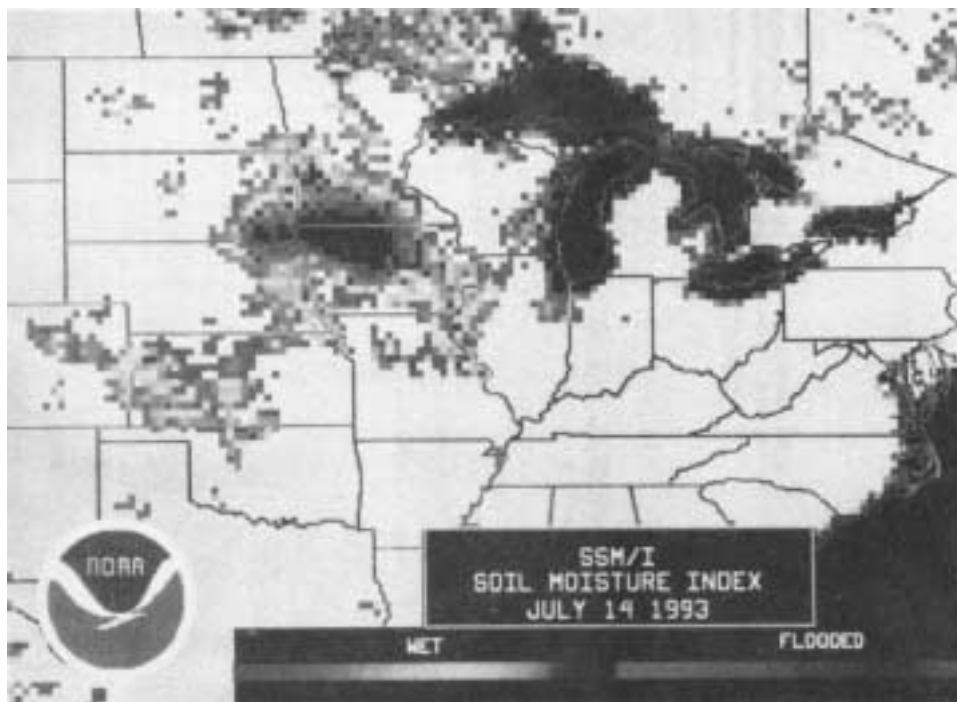 NOAA
SSM/I
SOIL MOISTURE INDEX
JULY 14 1993
WET FLOODED